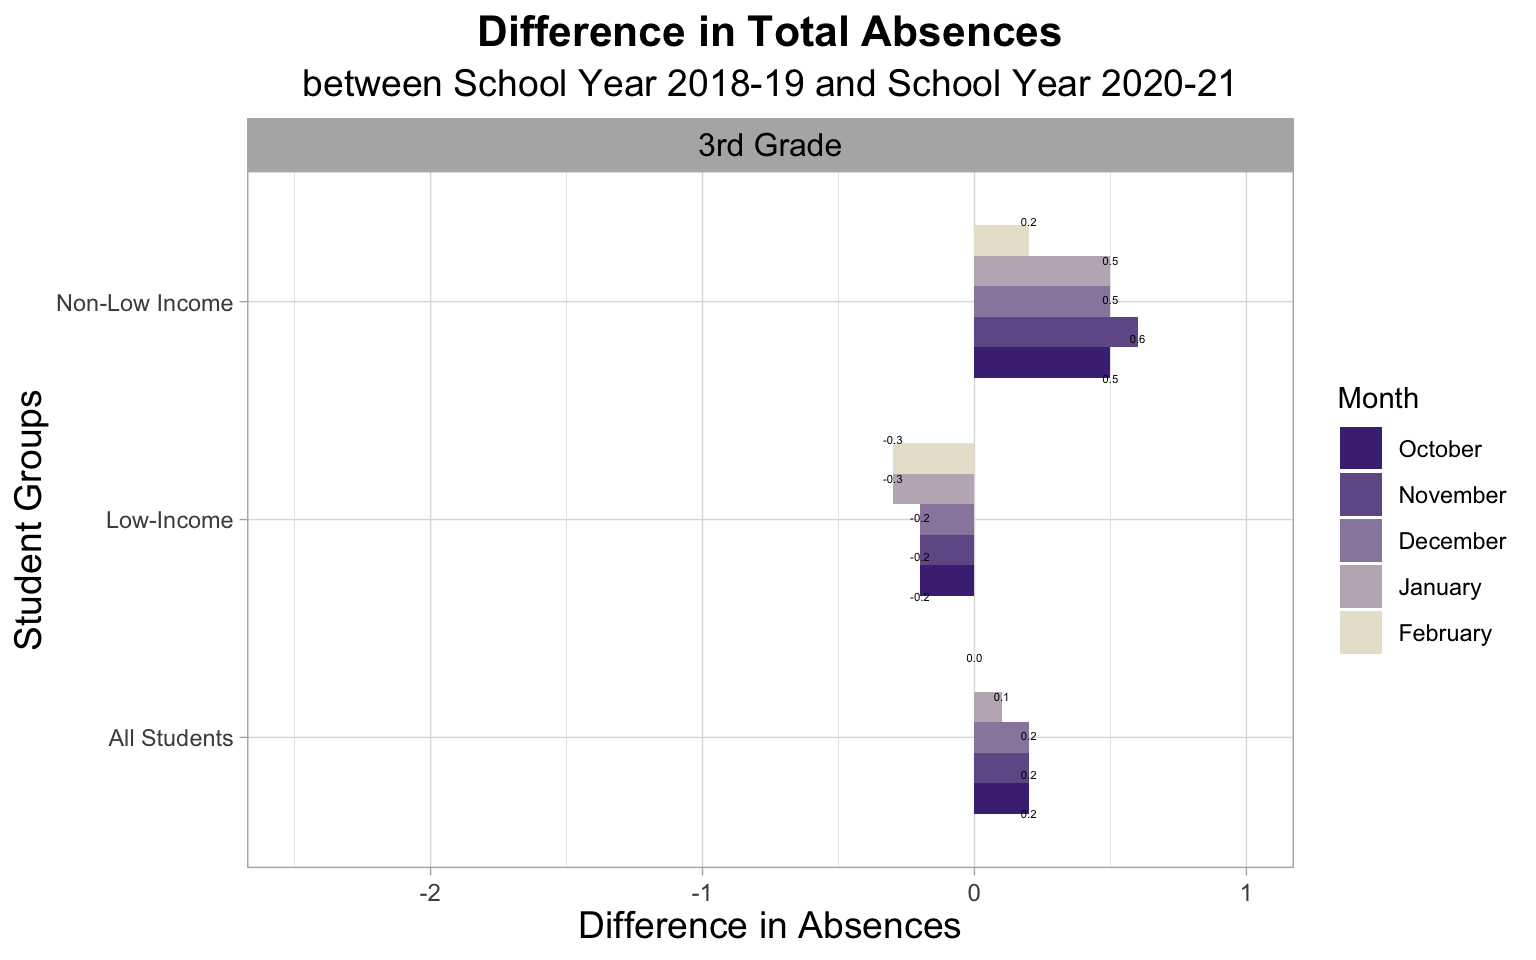 Difference in Total Absences
between School Year 2018-19 and School Year 2020-21
3rd Grade
Student Groups
Non-Low Income
0.2
0.5
0.5
0.6
0.5
Low-Income
-0.3
-0.3
-0.2
-0.2
-0.2
All Students
0.0
0.1
0.2
0.2
0.2
-2 -1 0 1
Difference in Absences
Month
October
November
December
January
February